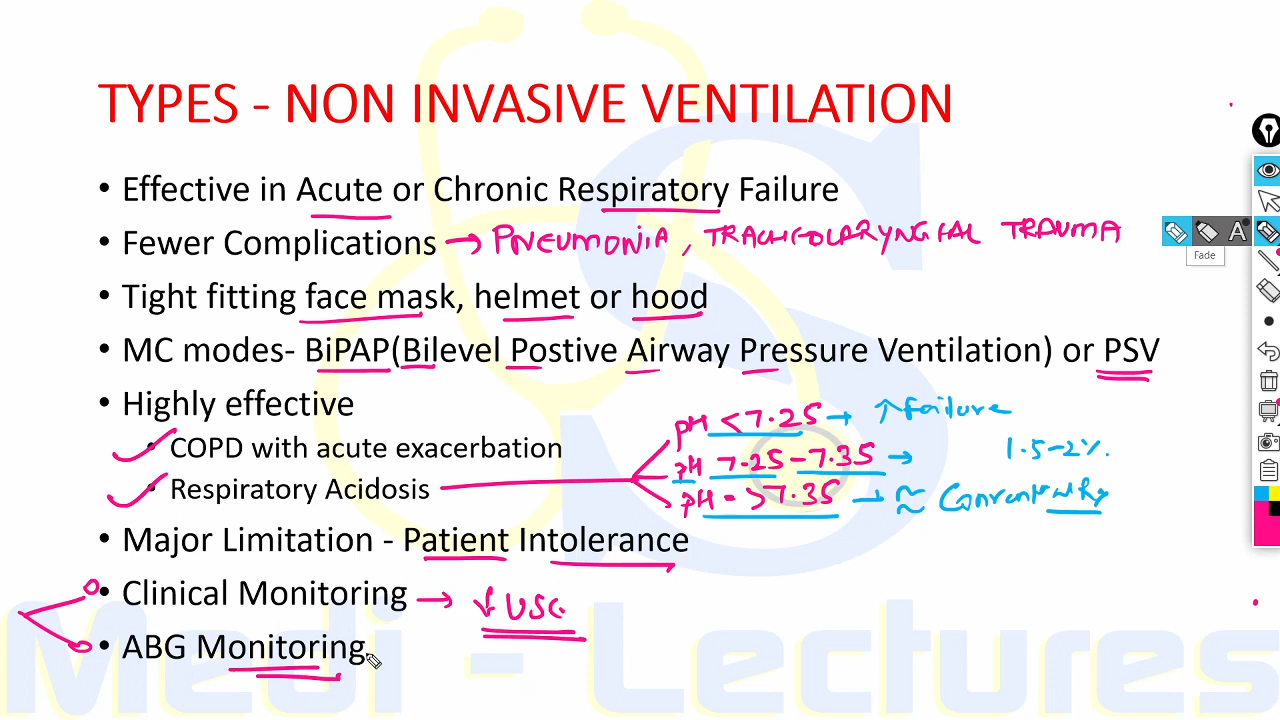 TYPES - NON INVASIVE VENTILATION
• Effective in Acute or Chronic Respiratory Failure
• Fewer Complications → PNEUMONIA, TRACHEOLARYNGEAL TRAUMA
Fade
• Tight fitting face mask, helmet or hood
• MC modes- BiPAP(Bilevel Postive Airway Pressure Ventilation) or PSV
• Highly effective
pH <7.25 → ↑ Failure
• COPD with acute exacerbation
pH 7.25-7.35 → 1.5-2%.
• Respiratory Acidosis
pH = >7.35 → ≈
• Major Limitation - Patient Intolerance
• Clinical Monitoring →
• ABG Monitoring
Medi - Lectures